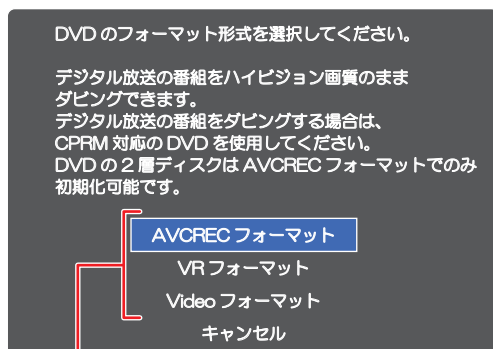 DVD のフォーマット形式を選択してください。
デジタル放送の番組をハイビジョン画質のまま
ダビングできます。
デジタル放送の番組をダビングする場合は、
CPRM 対応の DVD を使用してください。
DVD の 2 層ディスクは AVCREC フォーマットでのみ
初期化可能です。
AVCREC フォーマット
VR フォーマット
Video フォーマット
キャンセル